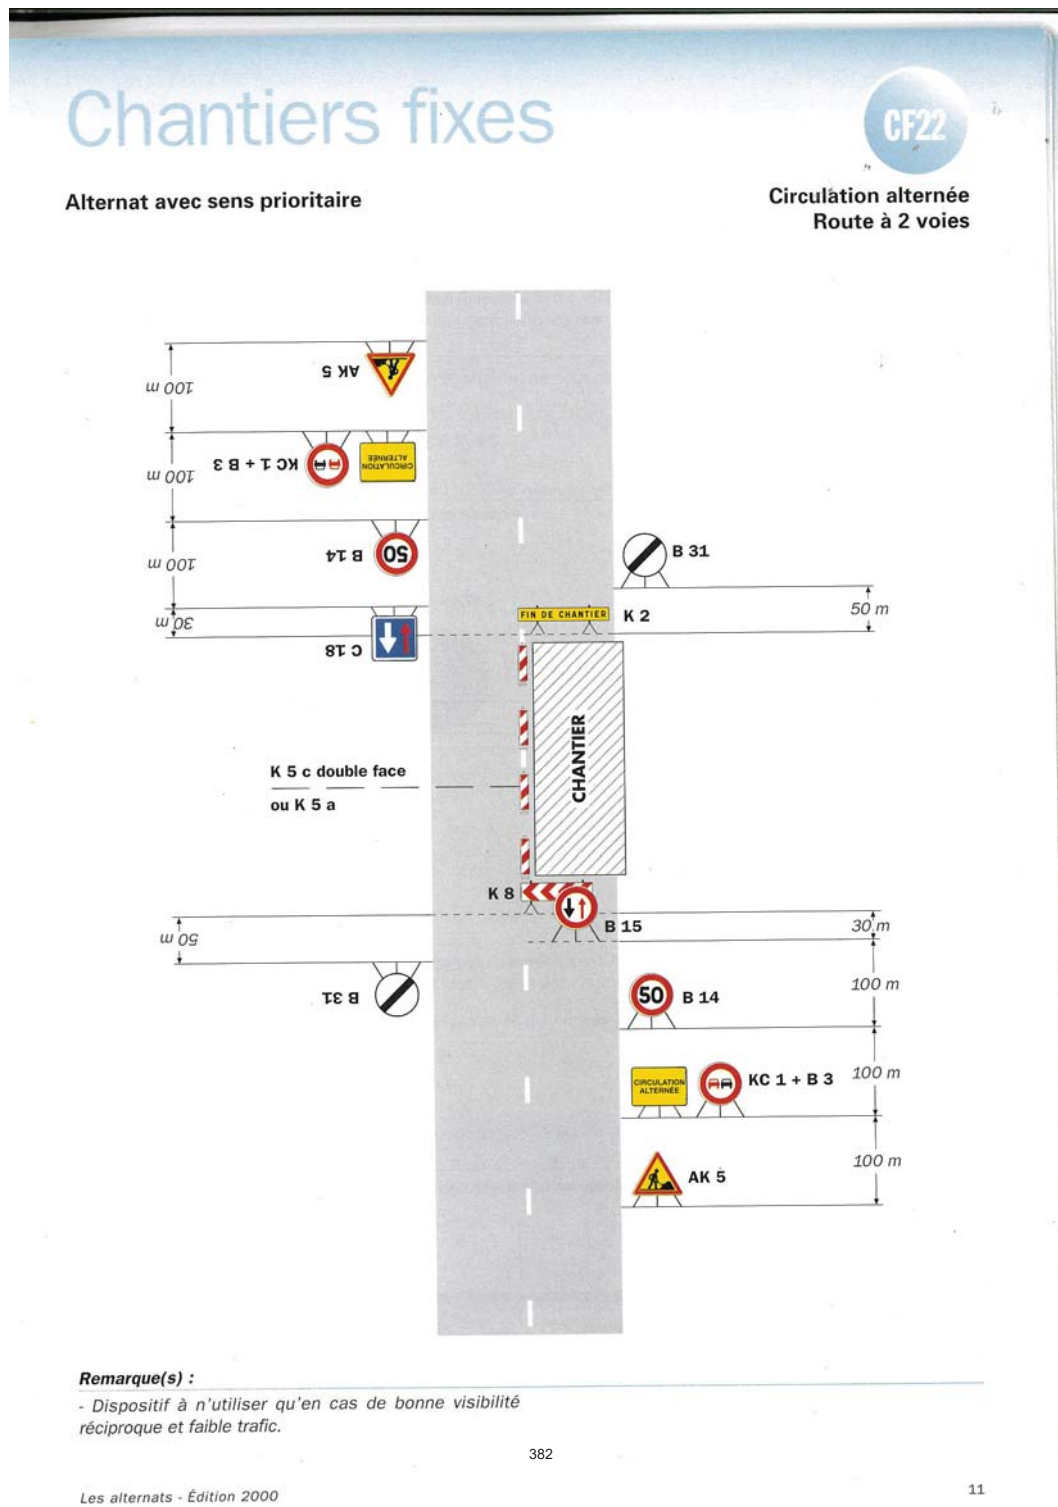 Chantiers fixes
CF22
Alternat avec sens prioritaire
Circulation alternée
Route à 2 voies
AK 5
100 m
KC 1 + B 3
CIRCULATION
ALTERNÉE
100 m
B 14
50
100 m
30 m
C 18
B 31
50 m
FIN DE CHANTIER
K 2
CHANTIER
K 5 c double face
ou K 5 a
K 8
B 15
30 m
50 m
B 31
50
B 14
100 m
CIRCULATION
ALTERNÉE
KC 1 + B 3
100 m
AK 5
100 m
Remarque(s) :
- Dispositif à n'utiliser qu'en cas de bonne visibilité
réciproque et faible trafic.
382
Les alternats - Édition 2000
11